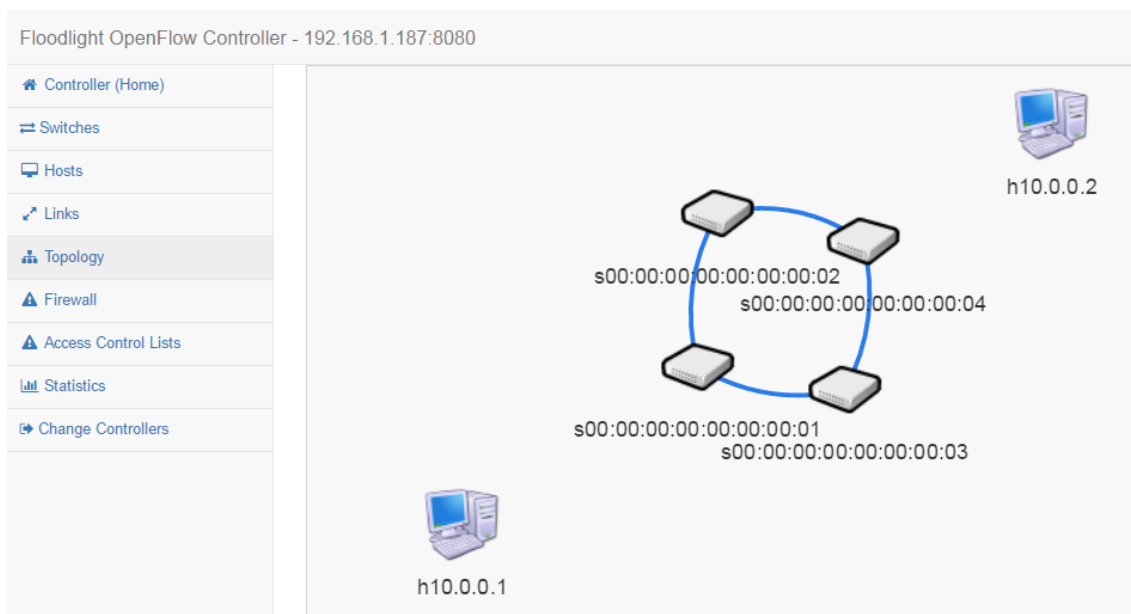 Floodlight OpenFlow Controller - 192.168.1.187:8080
Controller (Home)
Switches
Hosts
Links
Topology
Firewall
Access Control Lists
Statistics
Change Controllers
h10.0.0.2
s00:00:00:00:00:00:00:02
s00:00:00:00:00:00:00:04
s00:00:00:00:00:00:00:01
s00:00:00:00:00:00:00:03
h10.0.0.1